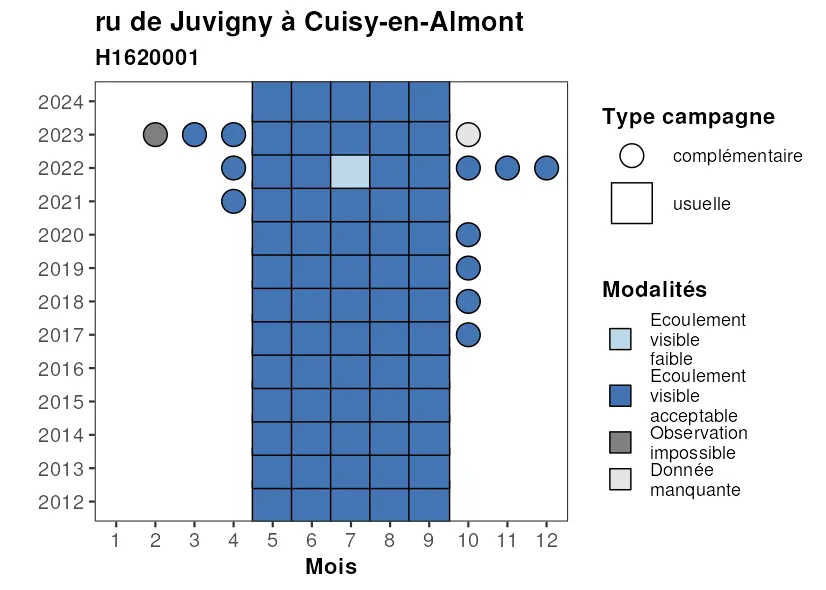 ru de Juvigny à Cuisy-en-Almont
H1620001
2024
2023
2022
2021
2020
2019
2018
2017
2016
2015
2014
2013
2012
1 2 3 4 5 6 7 8 9 10 11 12
Mois
Type campagne
complémentaire
usuelle
Modalités
Ecoulement
visible
faible
Ecoulement
visible
acceptable
Observation
impossible
Donnée
manquante